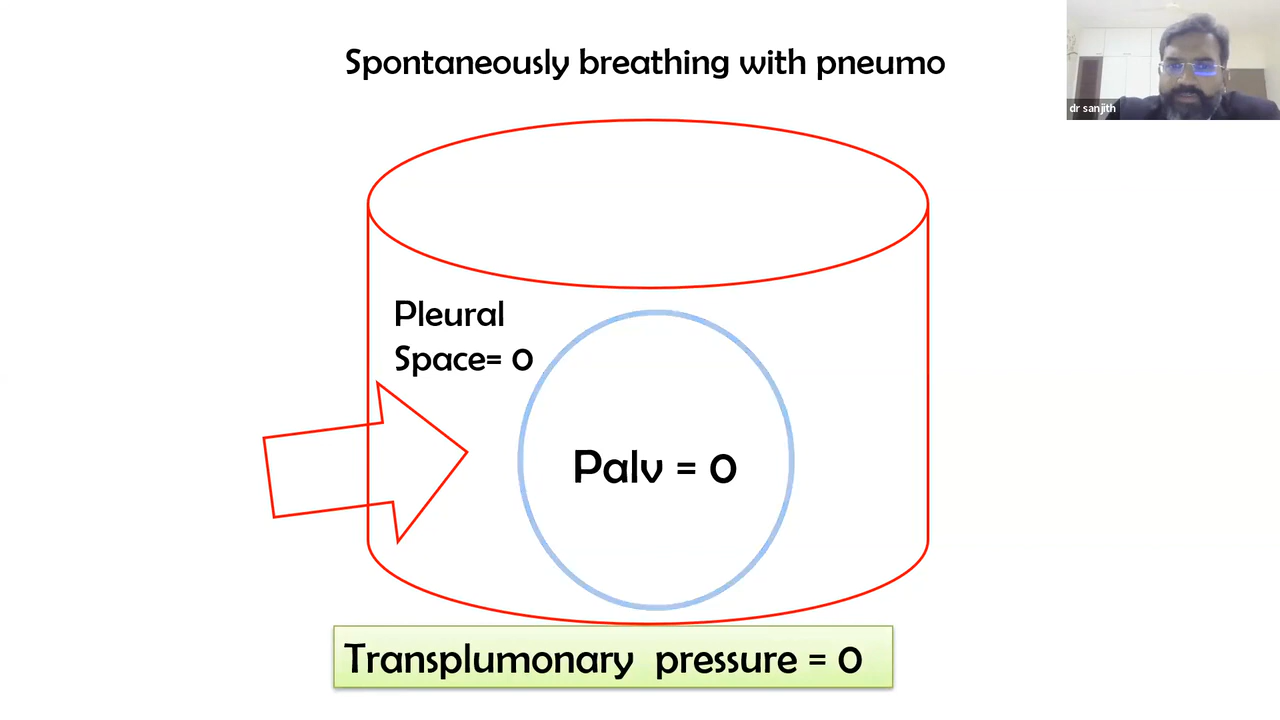 Spontaneously breathing with pneumo
dr sanjith
Pleural
Space= 0
Palv = 0
Transplumonary pressure = 0